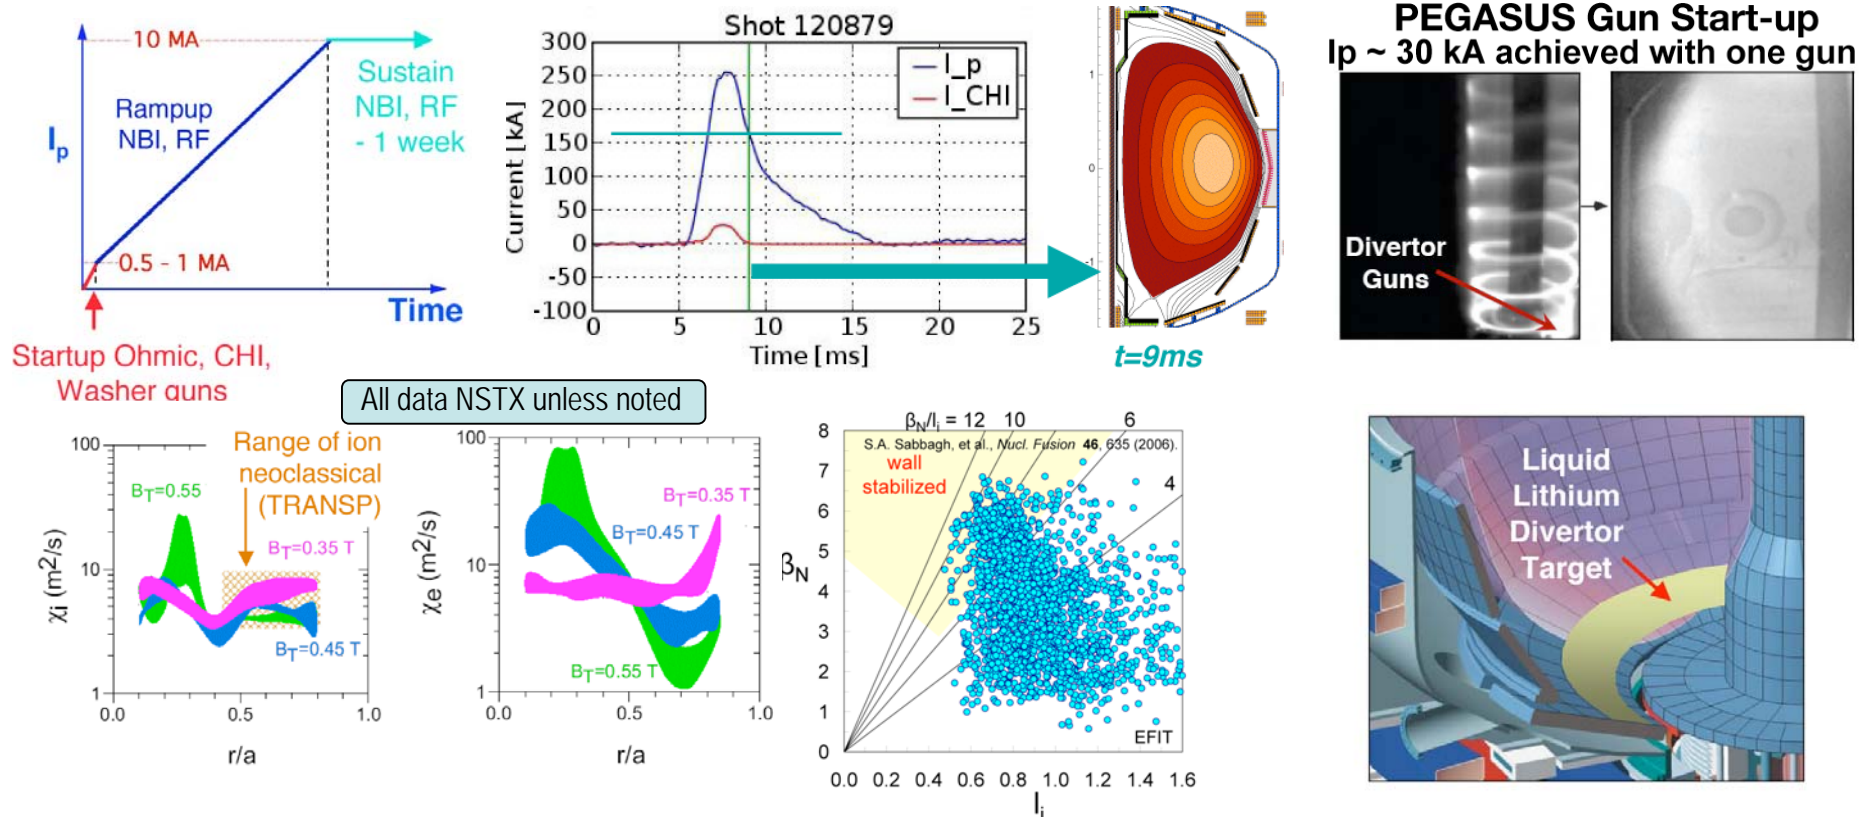 10 MA
Rampup
NBI, RF
Sustain
NBI, RF
- 1 week
Ip
0.5 - 1 MA
Time
Startup Ohmic, CHI,
Washer guns
Shot 120879
I_p
I_CHI
Current [kA]
300
250
200
150
100
50
0
-50
-100
0 5 10 15 20 25
Time [ms]
1
0
-1
t=9ms
PEGASUS Gun Start-up
Ip ~ 30 kA achieved with one gun
Divertor
Guns
All data NSTX unless noted
Range of ion
neoclassical
(TRANSP)
BT=0.55
BT=0.35 T
BT=0.45 T
χi (m2/s)
100
10
1
0.0 0.5 1.0
r/a
BT=0.35 T
BT=0.45 T
BT=0.55 T
χe (m2/s)
100
10
1
0.0 0.5 1.0
r/a
βN/li = 12 10 6
S.A. Sabbagh, et al., Nucl. Fusion 46, 635 (2006).
wall
stabilized
4
βN
8
7
6
5
4
3
2
1
0
EFIT
0.0 0.2 0.4 0.6 0.8 1.0 1.2 1.4 1.6
li
Liquid
Lithium
Divertor
Target